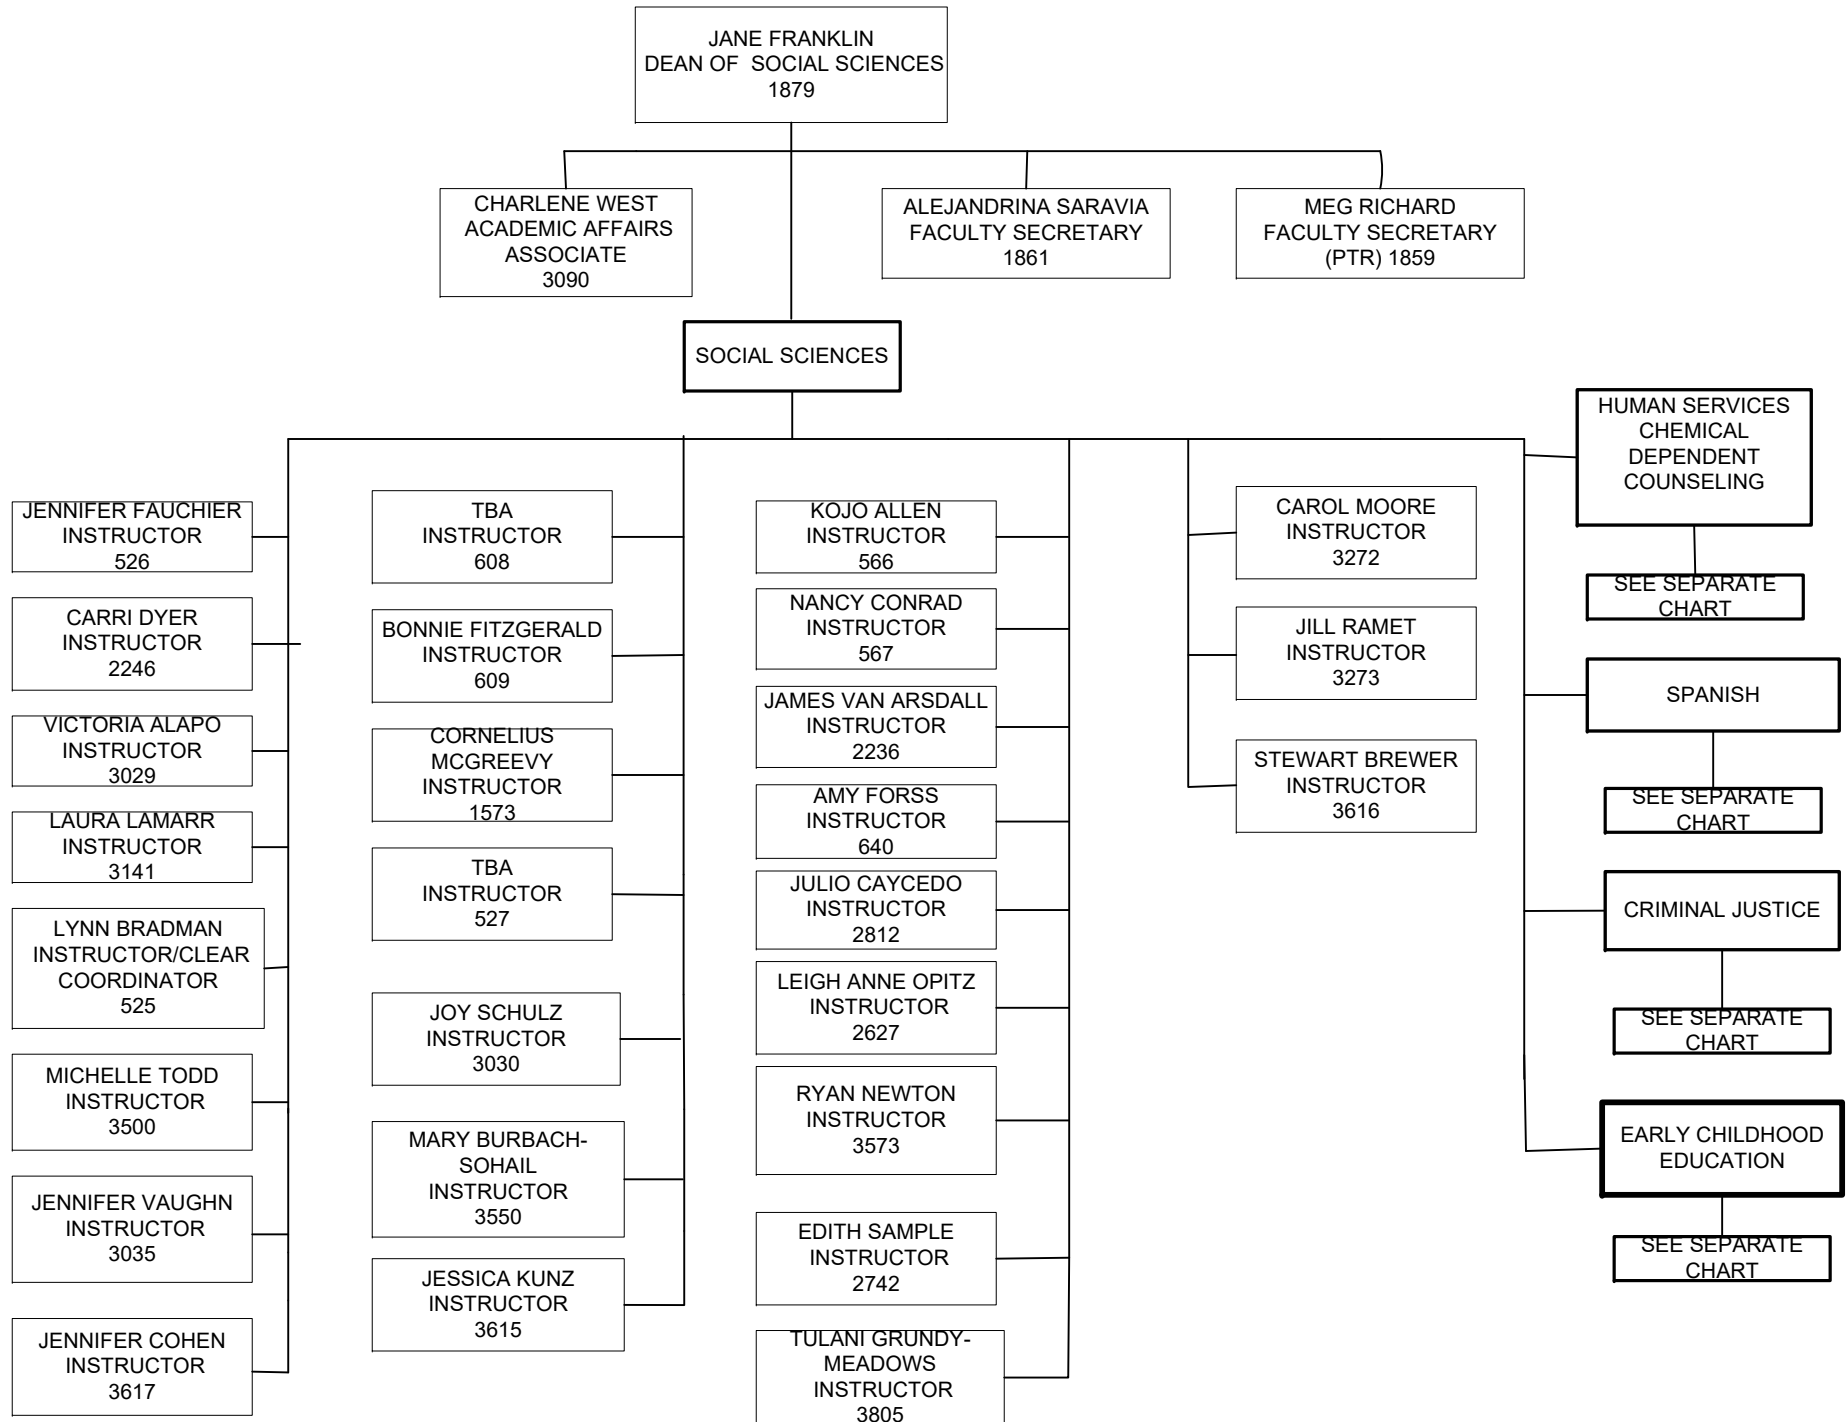 JANE FRANKLIN
DEAN OF SOCIAL SCIENCES
1879
CHARLENE WEST
ACADEMIC AFFAIRS
ASSOCIATE
3090
ALEJANDRINA SARAVIA
FACULTY SECRETARY
1861
MEG RICHARD
FACULTY SECRETARY
(PTR) 1859
SOCIAL SCIENCES
JENNIFER FAUCHIER
INSTRUCTOR
526
CARRI DYER
INSTRUCTOR
2246
VICTORIA ALAPO
INSTRUCTOR
3029
LAURA LAMARR
INSTRUCTOR
3141
LYNN BRADMAN
INSTRUCTOR/CLEAR
COORDINATOR
525
MICHELLE TODD
INSTRUCTOR
3500
JENNIFER VAUGHN
INSTRUCTOR
3035
JENNIFER COHEN
INSTRUCTOR
3617
TBA
INSTRUCTOR
608
BONNIE FITZGERALD
INSTRUCTOR
609
CORNELIUS
MCGREEVY
INSTRUCTOR
1573
TBA
INSTRUCTOR
527
JOY SCHULZ
INSTRUCTOR
3030
MARY BURBACH-
SOHAIL
INSTRUCTOR
3550
JESSICA KUNZ
INSTRUCTOR
3615
KOJO ALLEN
INSTRUCTOR
566
NANCY CONRAD
INSTRUCTOR
567
JAMES VAN ARSDALL
INSTRUCTOR
2236
AMY FORSS
INSTRUCTOR
640
JULIO CAYCEDO
INSTRUCTOR
2812
LEIGH ANNE OPITZ
INSTRUCTOR
2627
RYAN NEWTON
INSTRUCTOR
3573
EDITH SAMPLE
INSTRUCTOR
2742
TULANI GRUNDY-
MEADOWS
INSTRUCTOR
3805
CAROL MOORE
INSTRUCTOR
3272
JILL RAMET
INSTRUCTOR
3273
STEWART BREWER
INSTRUCTOR
3616
HUMAN SERVICES
CHEMICAL
DEPENDENT
COUNSELING
SEE SEPARATE
CHART
SPANISH
SEE SEPARATE
CHART
CRIMINAL JUSTICE
SEE SEPARATE
CHART
EARLY CHILDHOOD
EDUCATION
SEE SEPARATE
CHART